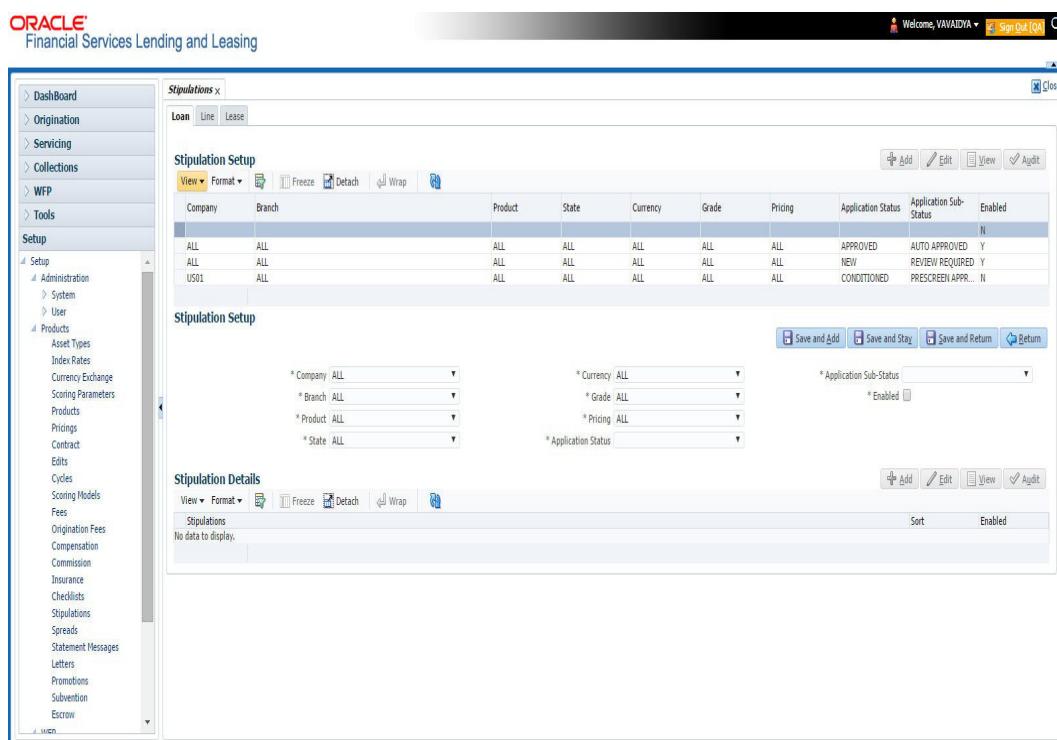 ORACLE
Financial Services Lending and Leasing
Welcome, VAVAIDYA
Sign Out [QA]
Stipulations x
DashBoard
Origination
Servicing
Collections
WFP
Tools
Setup
Setup
Administration
System
User
Products
Asset Types
Index Rates
Currency Exchange
Scoring Parameters
Products
Pricings
Contract
Edits
Cycles
Scoring Models
Fees
Origination Fees
Compensation
Commission
Insurance
Checklists
Stipulations
Spreads
Statement Messages
Letters
Promotions
Subvention
Escrow
WFP
Loan Line Lease
Stipulation Setup
Add Edit View Audit
View Format Freeze Detach Wrap
Company Branch Product State Currency Grade Pricing Application Status Application Sub-Status Enabled
N
ALL ALL ALL ALL ALL ALL ALL APPROVED AUTO APPROVED Y
ALL ALL ALL ALL ALL ALL ALL NEW REVIEW REQUIRED Y
US01 ALL ALL ALL ALL ALL ALL CONDITIONED PRESCREEN APPR... N
Stipulation Setup
Save and Add Save and Stay Save and Return Return
* Company ALL * Currency ALL * Application Sub-Status
* Branch ALL * Grade ALL * Enabled
* Product ALL * Pricing ALL
* State ALL * Application Status
Stipulation Details
Add Edit View Audit
View Format Freeze Detach Wrap
Stipulations Sort Enabled
No data to display.